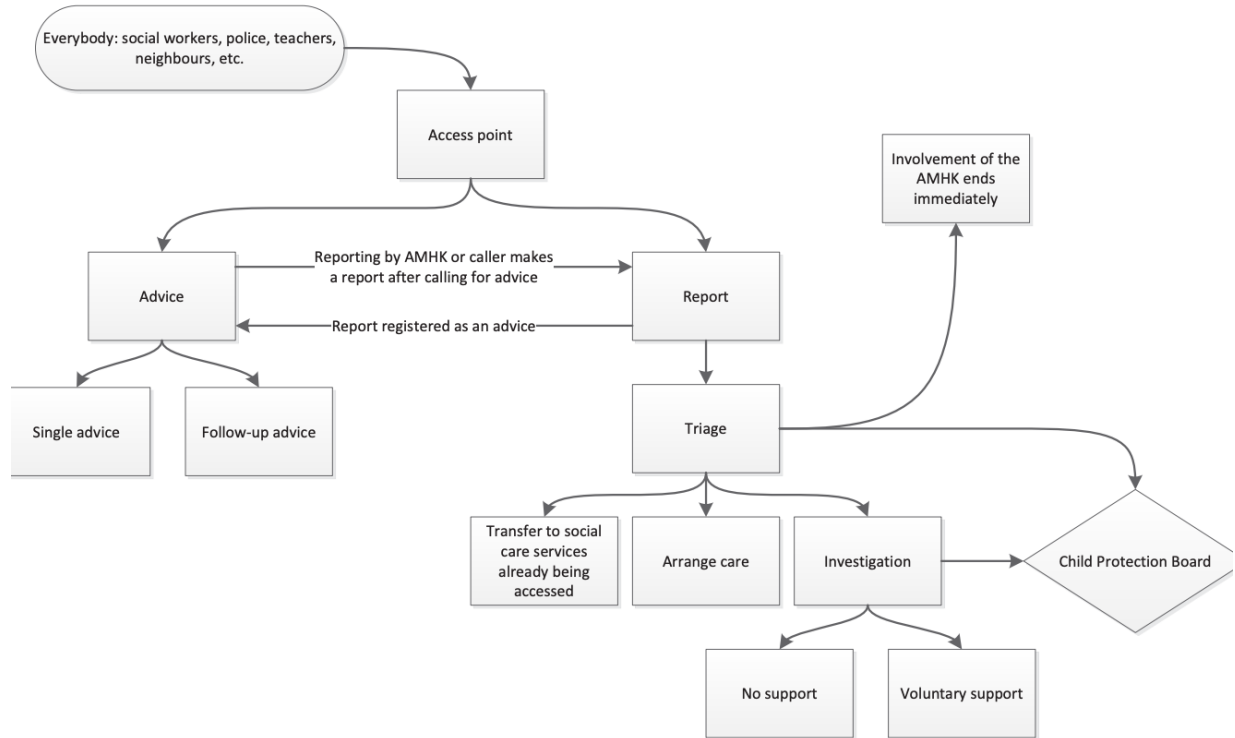 Everybody: social workers, police, teachers,
neighbours, etc.
Access point
Involvement of the
AMHK ends
immediately
Advice
Reporting by AMHK or caller makes
a report after calling for advice
Report
Report registered as an advice
Single advice
Follow-up advice
Triage
Transfer to social
care services
already being
accessed
Arrange care
Investigation
Child Protection Board
No support
Voluntary support